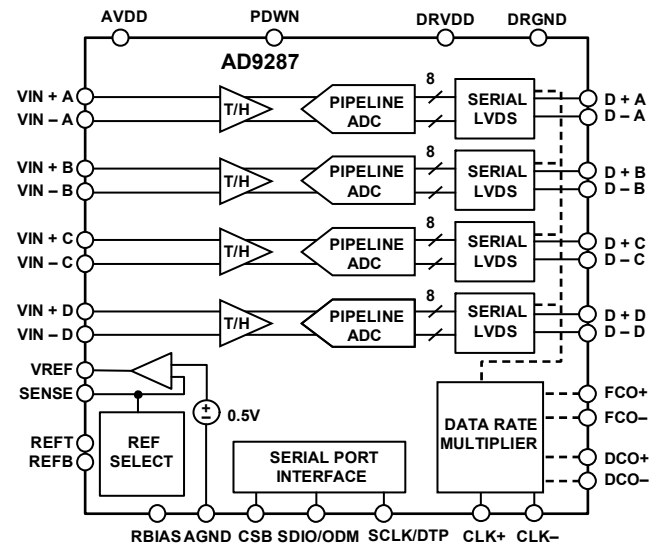 AVDD PDWN DRVDD DRGND
AD9287
VIN + A
VIN – A
T/H
PIPELINE
ADC
8
SERIAL
LVDS
D + A
D – A
VIN + B
VIN – B
T/H
PIPELINE
ADC
8
SERIAL
LVDS
D + B
D – B
VIN + C
VIN – C
T/H
PIPELINE
ADC
8
SERIAL
LVDS
D + C
D – C
VIN + D
VIN – D
T/H
PIPELINE
ADC
8
SERIAL
LVDS
D + D
D – D
VREF
SENSE
REFT
REFB
REF
SELECT
+
–
0.5V
SERIAL PORT
INTERFACE
DATA RATE
MULTIPLIER
FCO+
FCO–
DCO+
DCO–
RBIAS AGND CSB SDIO/ODM SCLK/DTP CLK+ CLK–